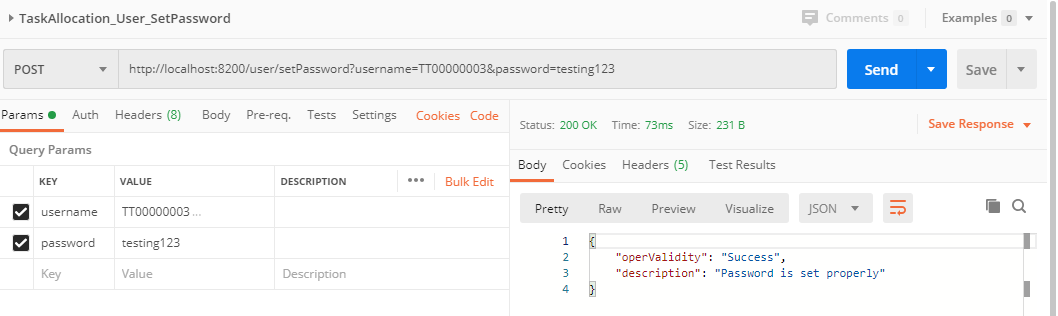 TaskAllocation_User_SetPassword
Comments 0 Examples 0
POST http://localhost:8200/user/setPassword?username=TT00000003&password=testing123 Send Save
Params Auth Headers (8) Body Pre-req. Tests Settings Cookies Code
Status: 200 OK Time: 73ms Size: 231 B Save Response
Query Params
KEY VALUE DESCRIPTION ••• Bulk Edit
username TT00000003 ...
password testing123
Key Value Description
Body Cookies Headers (5) Test Results
Pretty Raw Preview Visualize JSON
1 {
2 "operValidity": "Success",
3 "description": "Password is set properly"
4 }